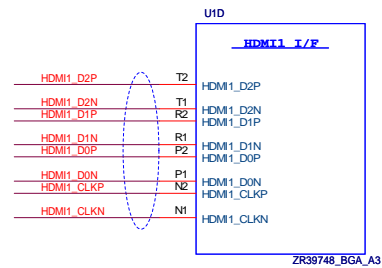 U1D
HDMI1 I/F
HDMI1_D2P T2 HDMI1_D2P
HDMI1_D2N T1 HDMI1_D2N
HDMI1_D1P R2 HDMI1_D1P
HDMI1_D1N R1 HDMI1_D1N
HDMI1_D0P P2 HDMI1_D0P
HDMI1_D0N P1 HDMI1_D0N
HDMI1_CLKP N2 HDMI1_CLKP
HDMI1_CLKN N1 HDMI1_CLKN
ZR39748_BGA_A3